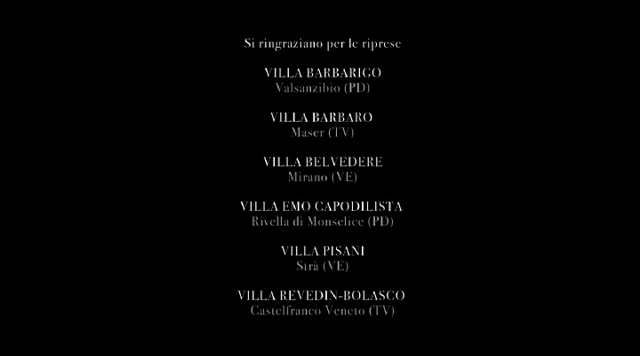 Si ringraziano per le riprese
VILLA BARBARIGO
Valsanzibio (PD)
VILLA BARBARO
Maser (TV)
VILLA BELVEDERE
Mirano (VE)
VILLA EMO CAPODILISTA
Rivella di Monselice (PD)
VILLA PISANI
Strà (VE)
VILLA REVEDIN-BOLASCO
Castelfranco Veneto (TV)